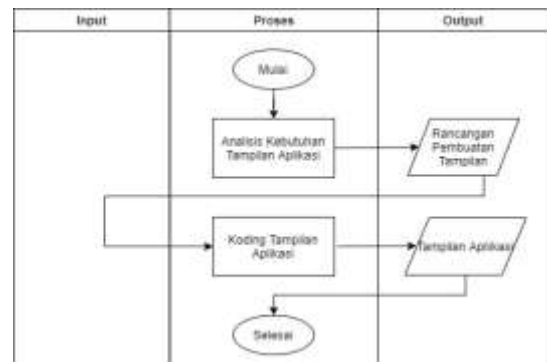 Input
Proses
Output
Mulai
Analisis Kebutuhan
Tampilan Aplikasi
Rancangan
Pembuatan
Tampilan
Koding Tampilan
Aplikasi
Tampilan Aplikasi
Selesai